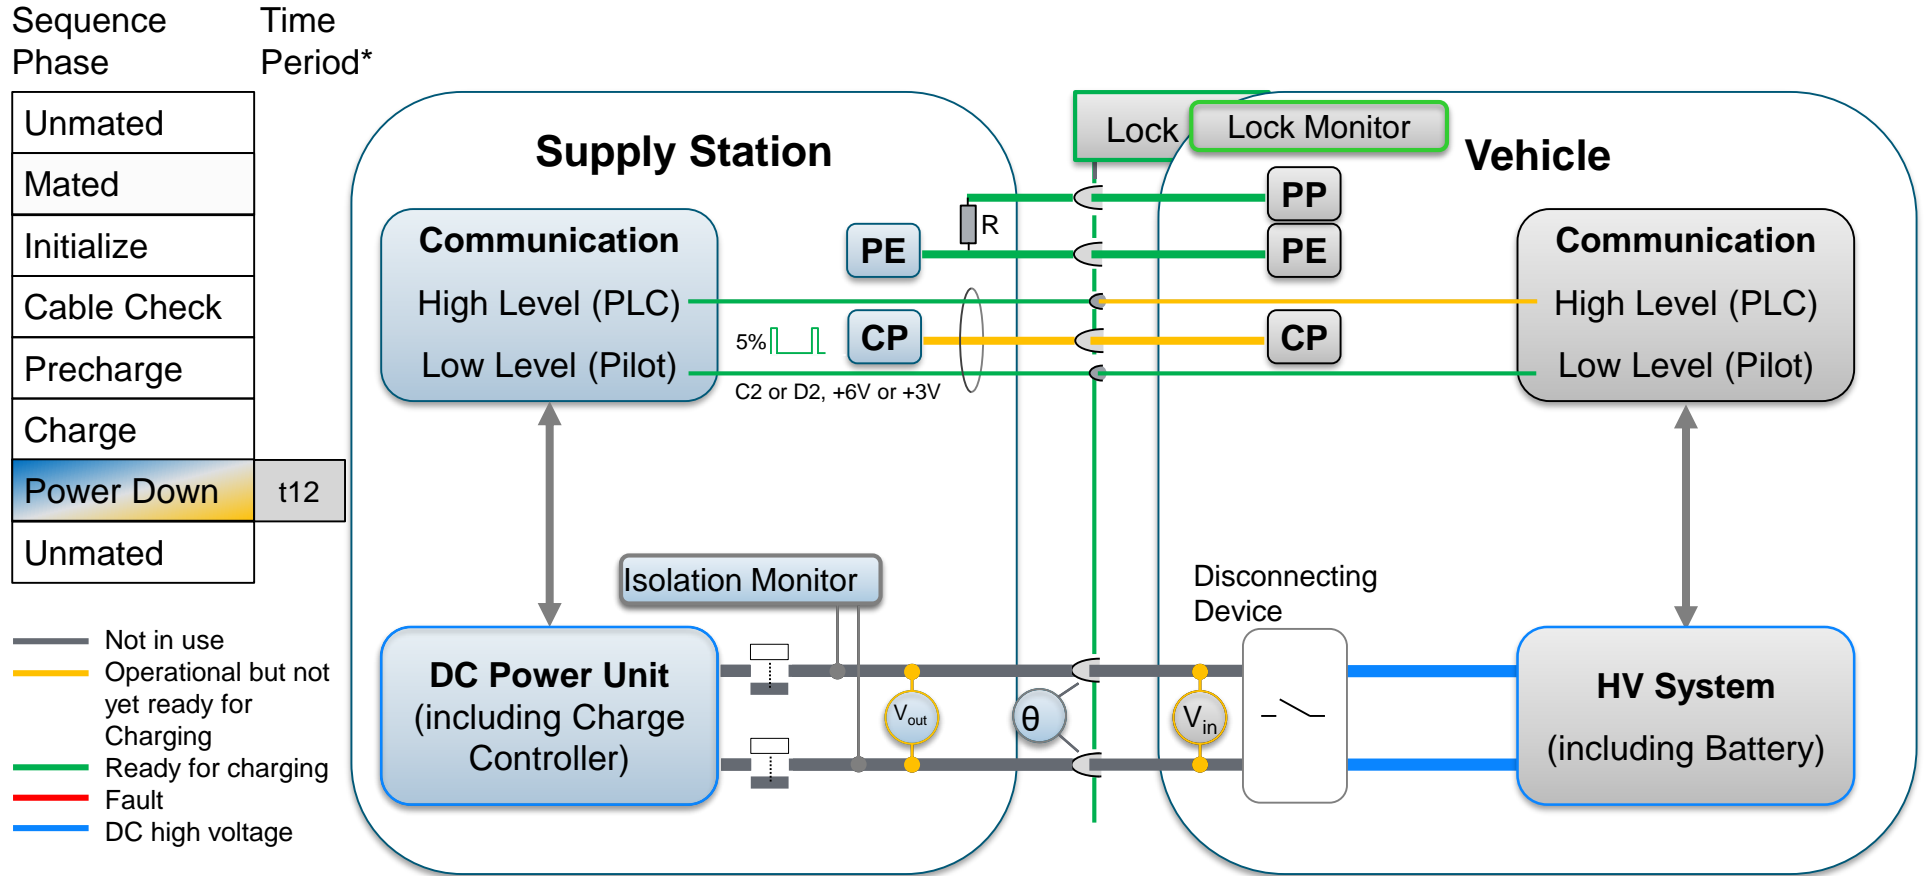 Sequence
Phase
Time
Period*
Unmated
Mated
Initialize
Cable Check
Precharge
Charge
Power Down
t12
Unmated
Not in use
Operational but not
yet ready for
Charging
Ready for charging
Fault
DC high voltage
Supply Station
Communication
High Level (PLC)
Low Level (Pilot)
PE
R
5%
CP
C2 or D2, +6V or +3V
Isolation Monitor
DC Power Unit
(including Charge
Controller)
Vout
θ
Lock
Lock Monitor
Vehicle
PP
PE
CP
Communication
High Level (PLC)
Low Level (Pilot)
Disconnecting
Device
Vin
HV System
(including Battery)